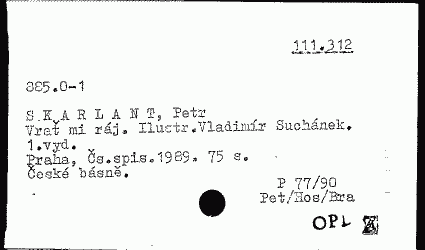 111.312
885.0-1
S K A R L A N T, Petr
Vrať mi ráj. Ilustr.Vladimír Suchánek.
1.vyd.
Praha, Čs.spis.1989. 75 s.
České básně.
P 77/90
Pet/Hos/Bra
OPL